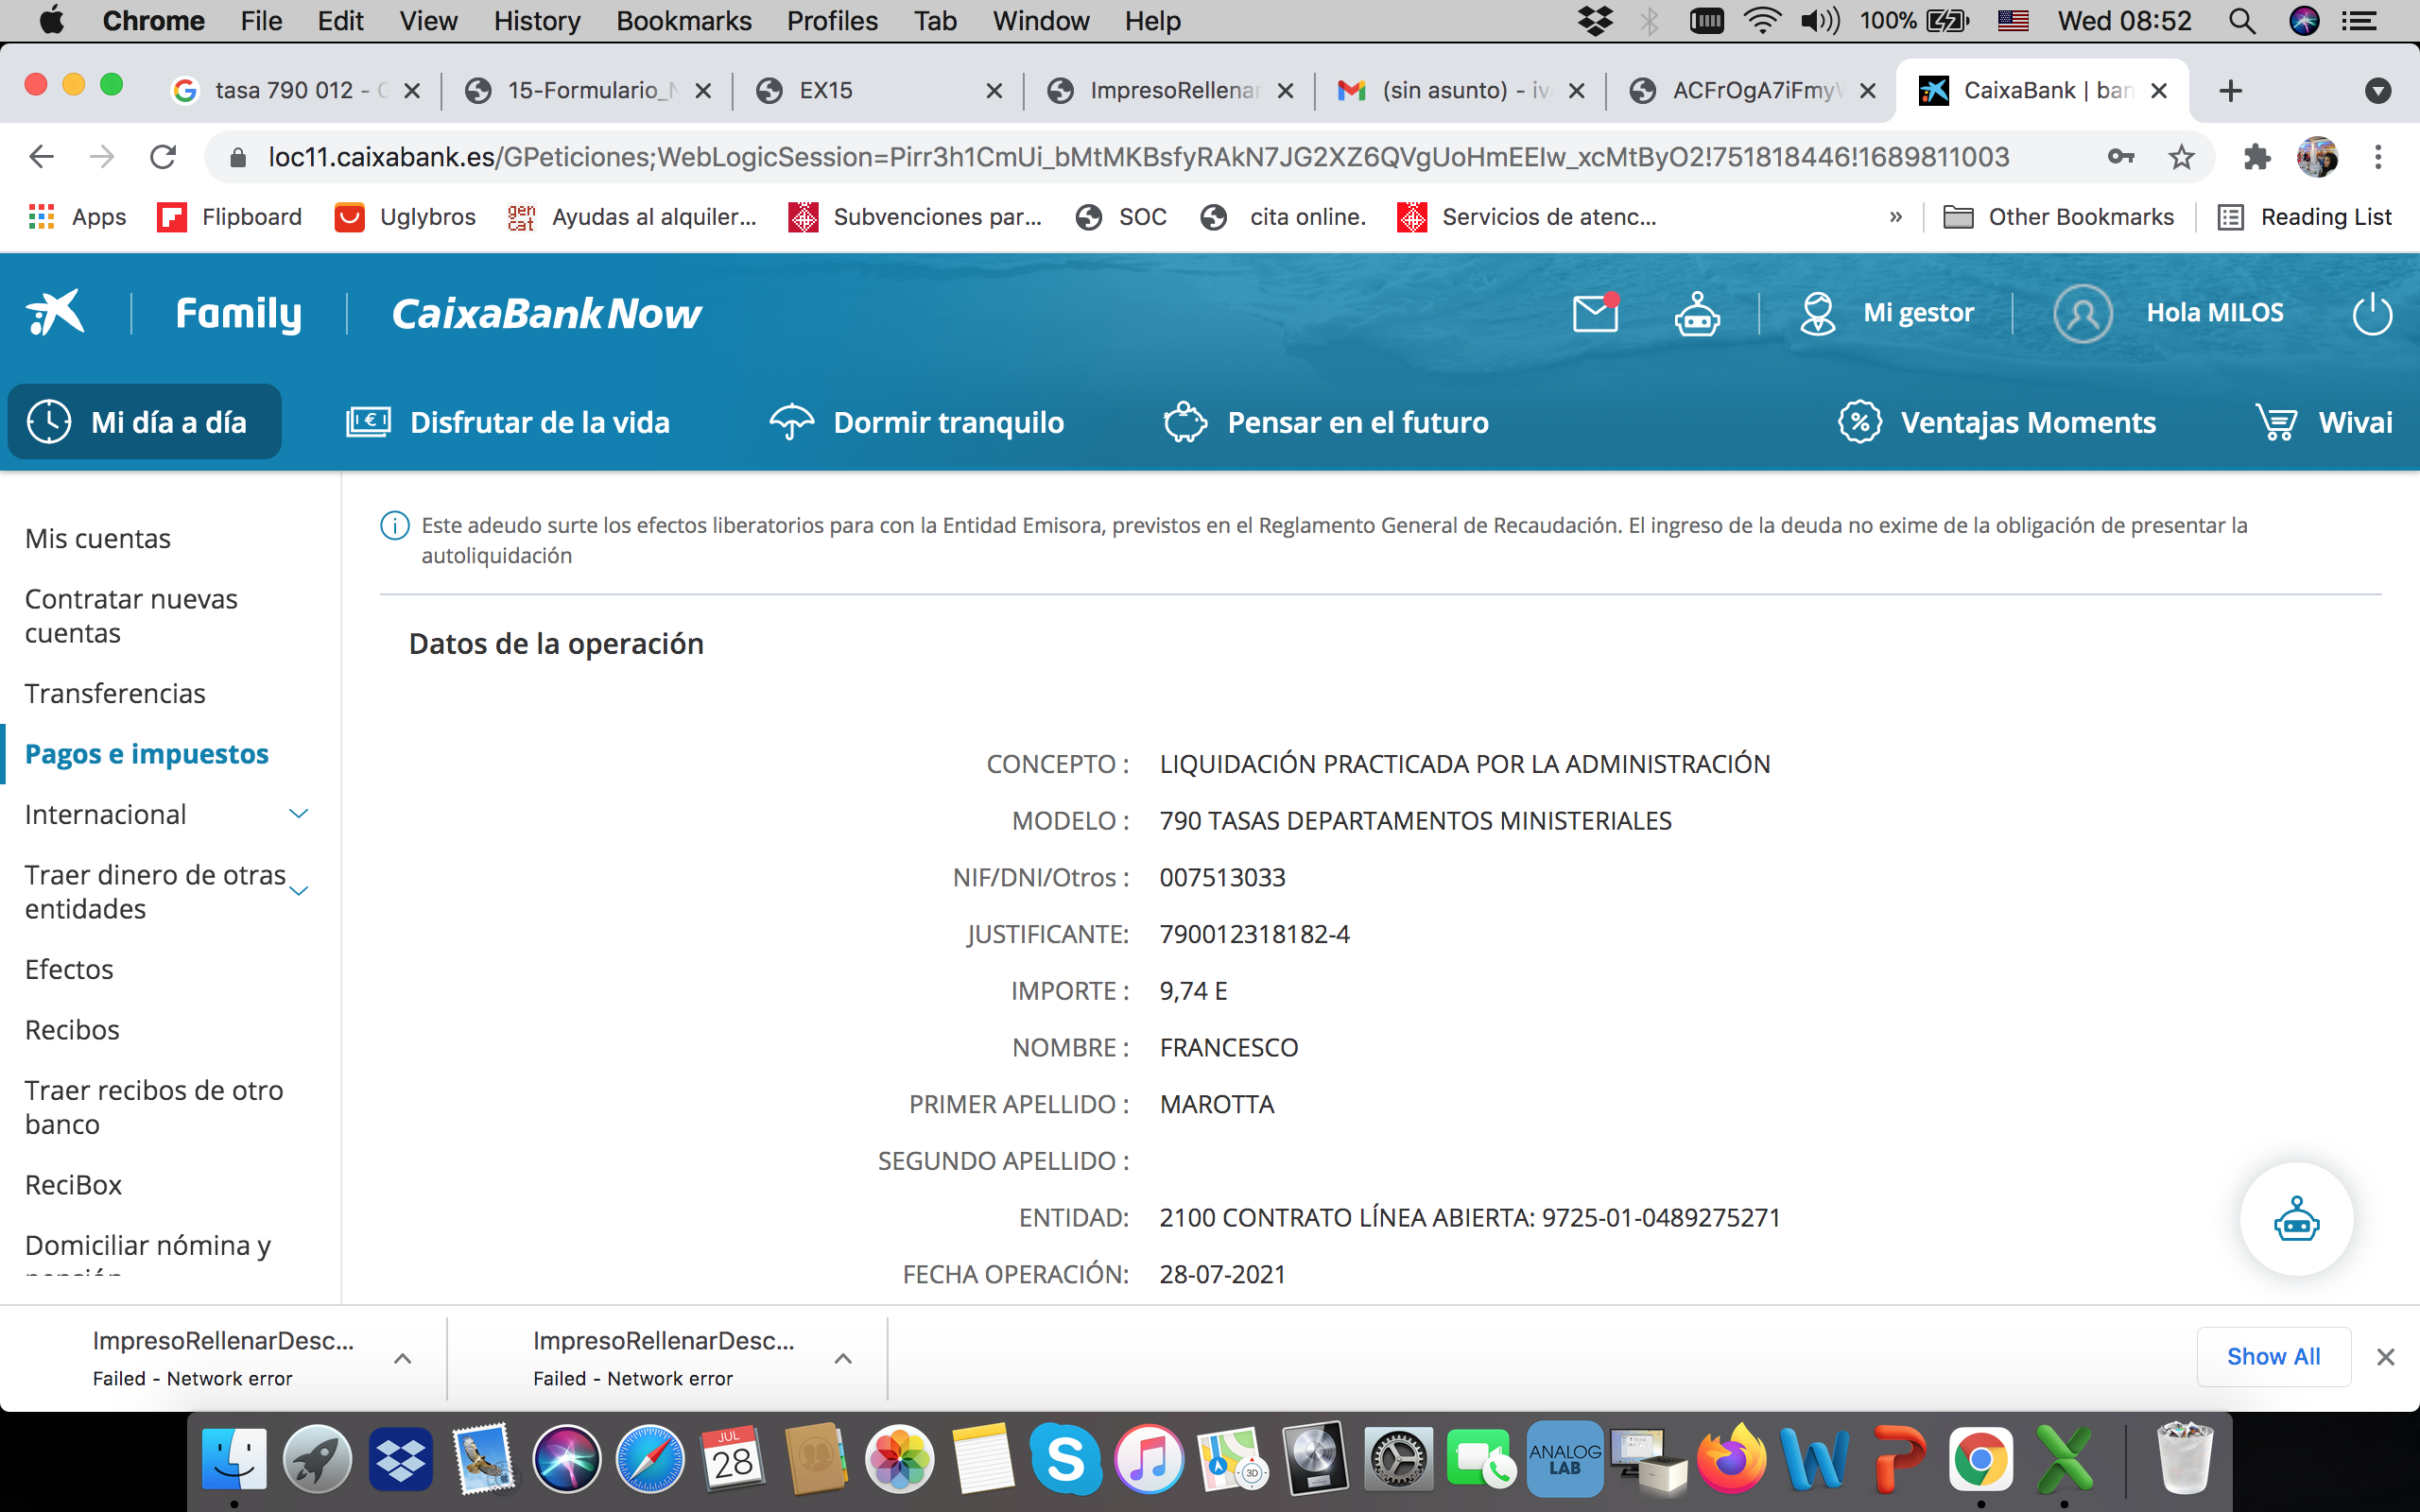 Chrome File Edit View History Bookmarks Profiles Tab Window Help 100% Wed 08:52
tasa 790 012 - 15-Formulario_ EX15 ImpresoRellenar (sin asunto) - iv ACFrOgA7iFmy CaixaBank | ban
loc11.caixabank.es/GPeticiones;WebLogicSession=Pirr3h1CmUi_bMtMKBsfyRAkN7JG2XZ6QVgUoHmEEIw_xcMtByO2!751818446!1689811003
Apps Flipboard Uglybros gencat Ayudas al alquiler... Subvenciones par... SOC cita online. Servicios de atenc... » Other Bookmarks Reading List
Family CaixaBankNow Mi gestor Hola MILOS
Mi día a día Disfrutar de la vida Dormir tranquilo Pensar en el futuro Ventajas Moments Wivai
Mis cuentas
Contratar nuevas
cuentas
Transferencias
Pagos e impuestos
Internacional
Traer dinero de otras
entidades
Efectos
Recibos
Traer recibos de otro
banco
ReciBox
Domiciliar nómina y
Este adeudo surte los efectos liberatorios para con la Entidad Emisora, previstos en el Reglamento General de Recaudación. El ingreso de la deuda no exime de la obligación de presentar la
autoliquidación
Datos de la operación
CONCEPTO : LIQUIDACIÓN PRACTICADA POR LA ADMINISTRACIÓN
MODELO : 790 TASAS DEPARTAMENTOS MINISTERIALES
NIF/DNI/Otros : 007513033
JUSTIFICANTE: 790012318182-4
IMPORTE : 9,74 E
NOMBRE : FRANCESCO
PRIMER APELLIDO : MAROTTA
SEGUNDO APELLIDO :
ENTIDAD: 2100 CONTRATO LÍNEA ABIERTA: 9725-01-0489275271
FECHA OPERACIÓN: 28-07-2021
ImpresoRellenarDesc... ImpresoRellenarDesc... Show All
Failed - Network error Failed - Network error
JUL
28
3D
ANALOG
LAB